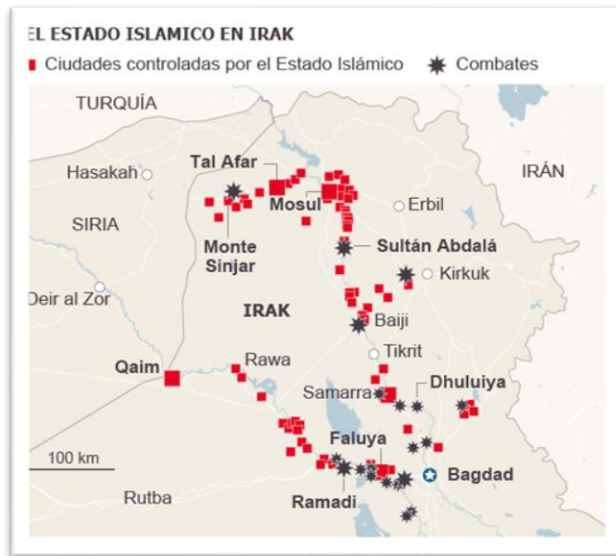 EL ESTADO ISLAMICO EN IRAK
Ciudades controladas por el Estado Islámico
Combates
TURQUÍA
IRÁN
Hasakah
Tal Afar
Mosul
Erbil
SIRIA
Monte
Sinjar
Sultán Abdalá
Kirkuk
Deir al Zor
IRAK
Baiji
Tikrit
Qaim
Rawa
Samarra
Dhuluiya
Faluya
100 km
Bagdad
Rutba
Ramadi